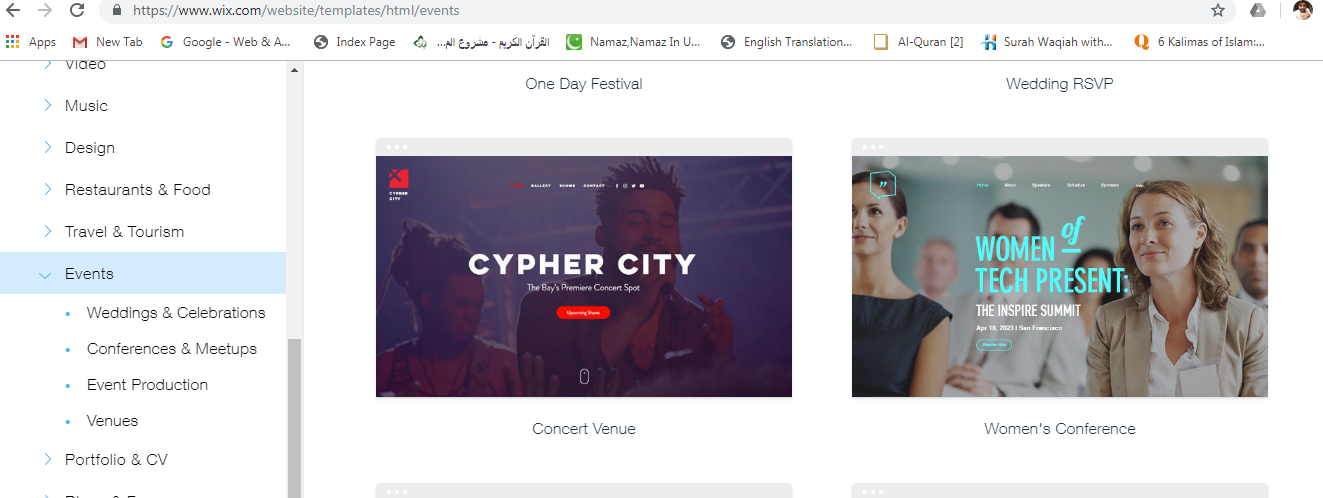 https://www.wix.com/website/templates/html/events
Apps
New Tab
Google - Web & A...
Index Page
القرآن الكريم - مشروع الم...
Namaz,Namaz In U...
English Translation...
Al-Quran [2]
Surah Waqiah with...
6 Kalimas of Islam:...
Video
Music
Design
Restaurants & Food
Travel & Tourism
Events
Weddings & Celebrations
Conferences & Meetups
Event Production
Venues
Portfolio & CV
One Day Festival
Wedding RSVP
CYPHER
CITY
GALLERY SHOWS CONTACT
CYPHER CITY
The Bay's Premiere Concert Spot
Upcoming Shows
Concert Venue
Home About Speakers Schedule Sponsors
WOMEN of
TECH PRESENT:
THE INSPIRE SUMMIT
Apr 18, 2023 | San Francisco
Register Now
Women's Conference